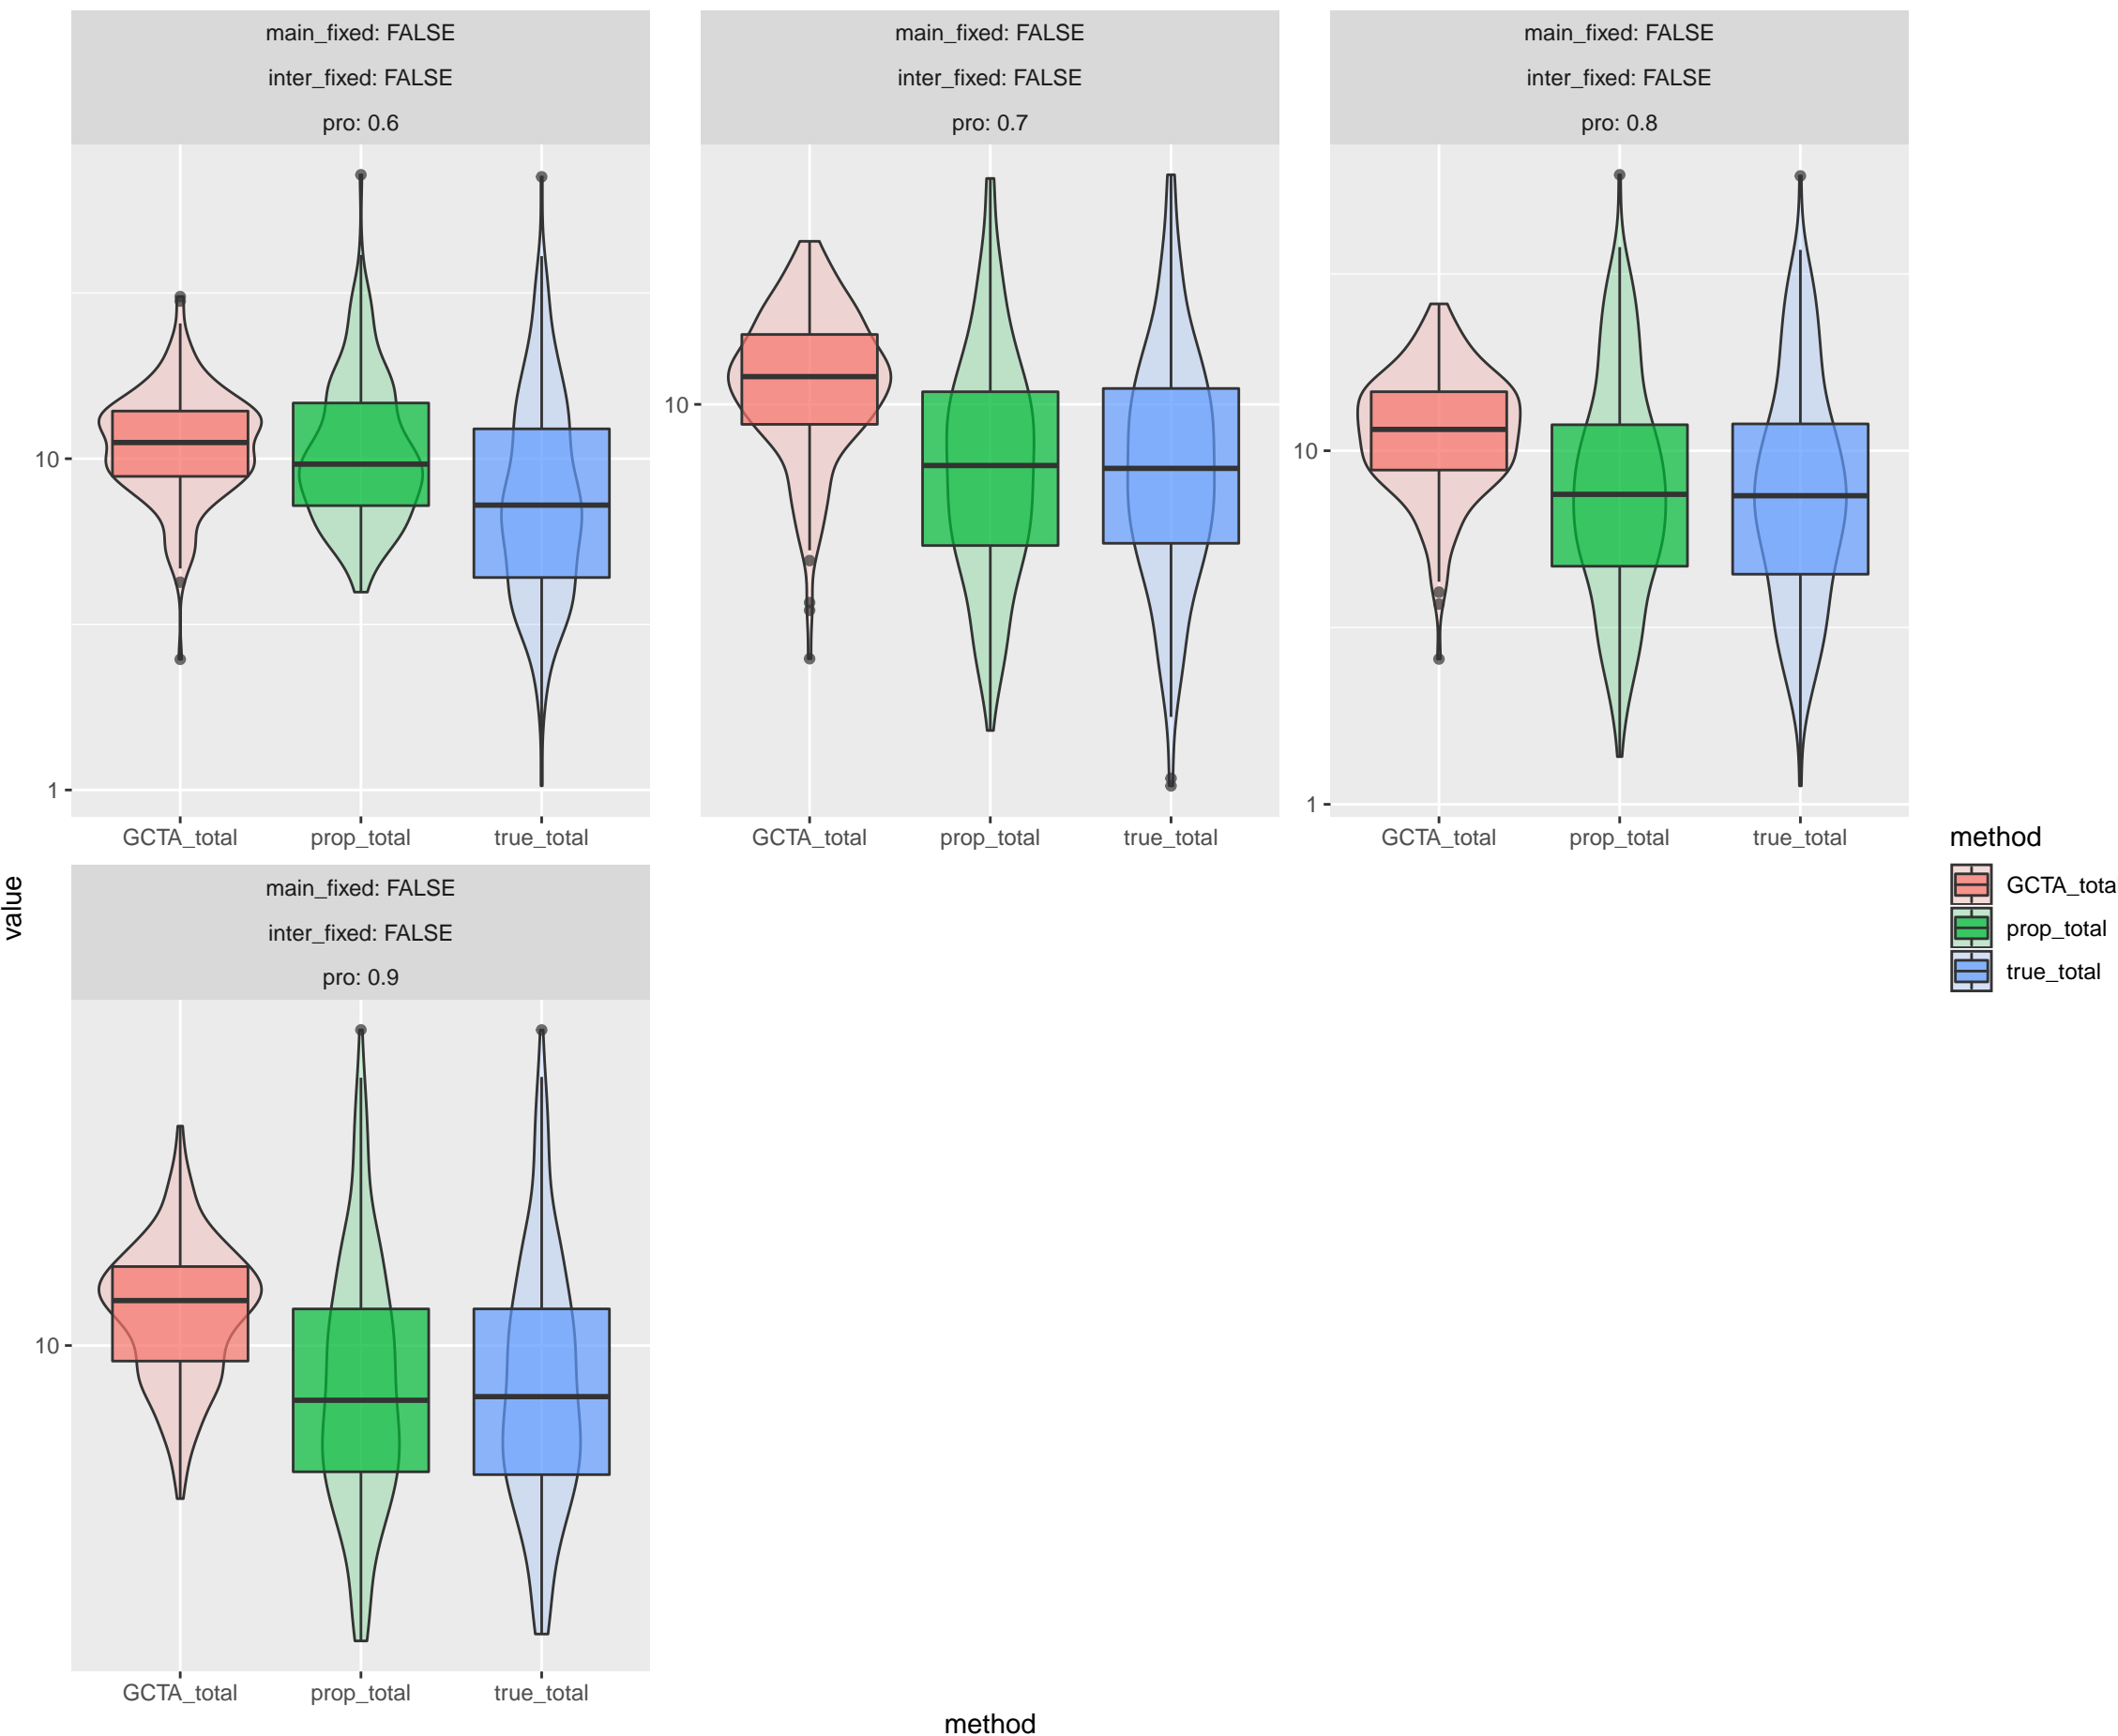 main_fixed: FALSE
inter_fixed: FALSE
pro: 0.6
main_fixed: FALSE
inter_fixed: FALSE
pro: 0.7
main_fixed: FALSE
inter_fixed: FALSE
pro: 0.8
10
1
10
10
1
GCTA_total prop_total true_total
GCTA_total prop_total true_total
GCTA_total prop_total true_total
main_fixed: FALSE
inter_fixed: FALSE
pro: 0.9
10
GCTA_total prop_total true_total
value
method
method
GCTA_tota
prop_total
true_total